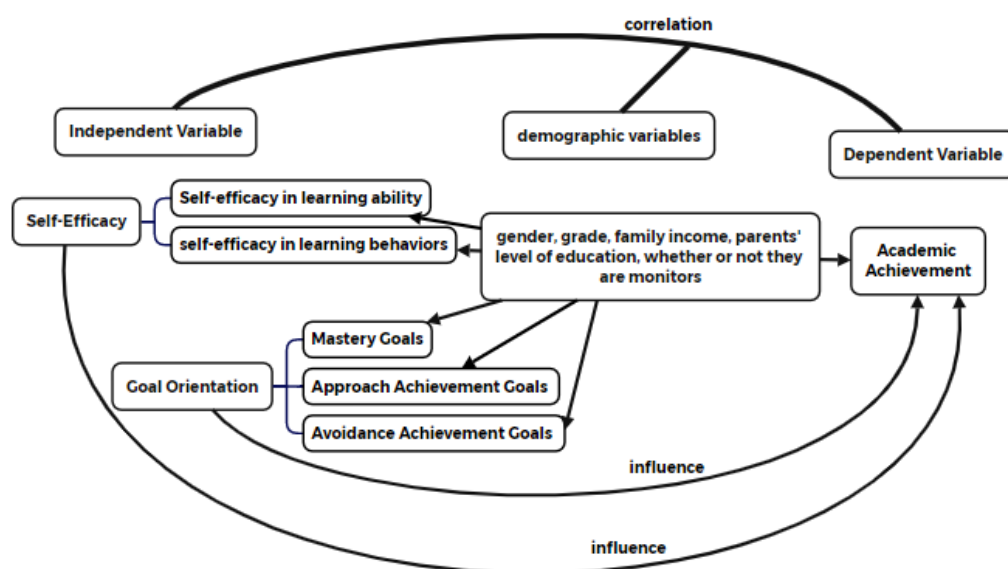 correlation
Independent Variable
demographic variables
Dependent Variable
Self-efficacy in learning ability
Self-Efficacy
self-efficacy in learning behaviors
gender, grade, family income, parents'
level of education, whether or not they
are monitors
Academic
Achievement
Mastery Goals
Goal Orientation
Approach Achievement Goals
Avoidance Achievement Goals
influence
influence